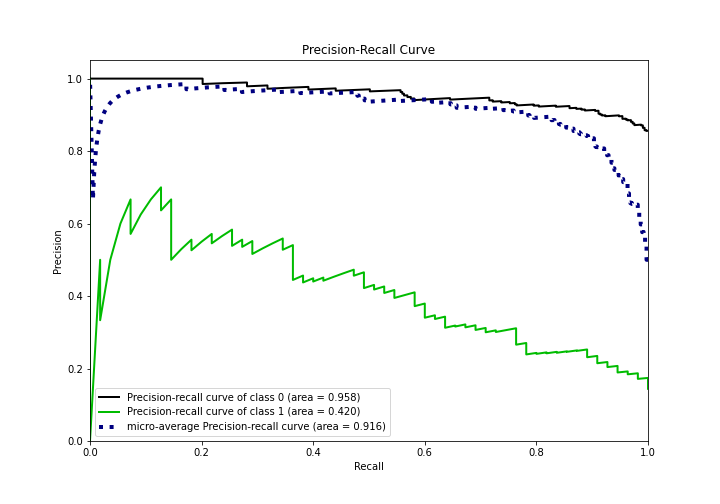 Precision-Recall Curve
Precision
1.0
0.8
0.6
0.4
0.2
0.0
Precision-recall curve of class 0 (area = 0.958)
Precision-recall curve of class 1 (area = 0.420)
micro-average Precision-recall curve (area = 0.916)
0.0 0.2 0.4 0.6 0.8 1.0
Recall